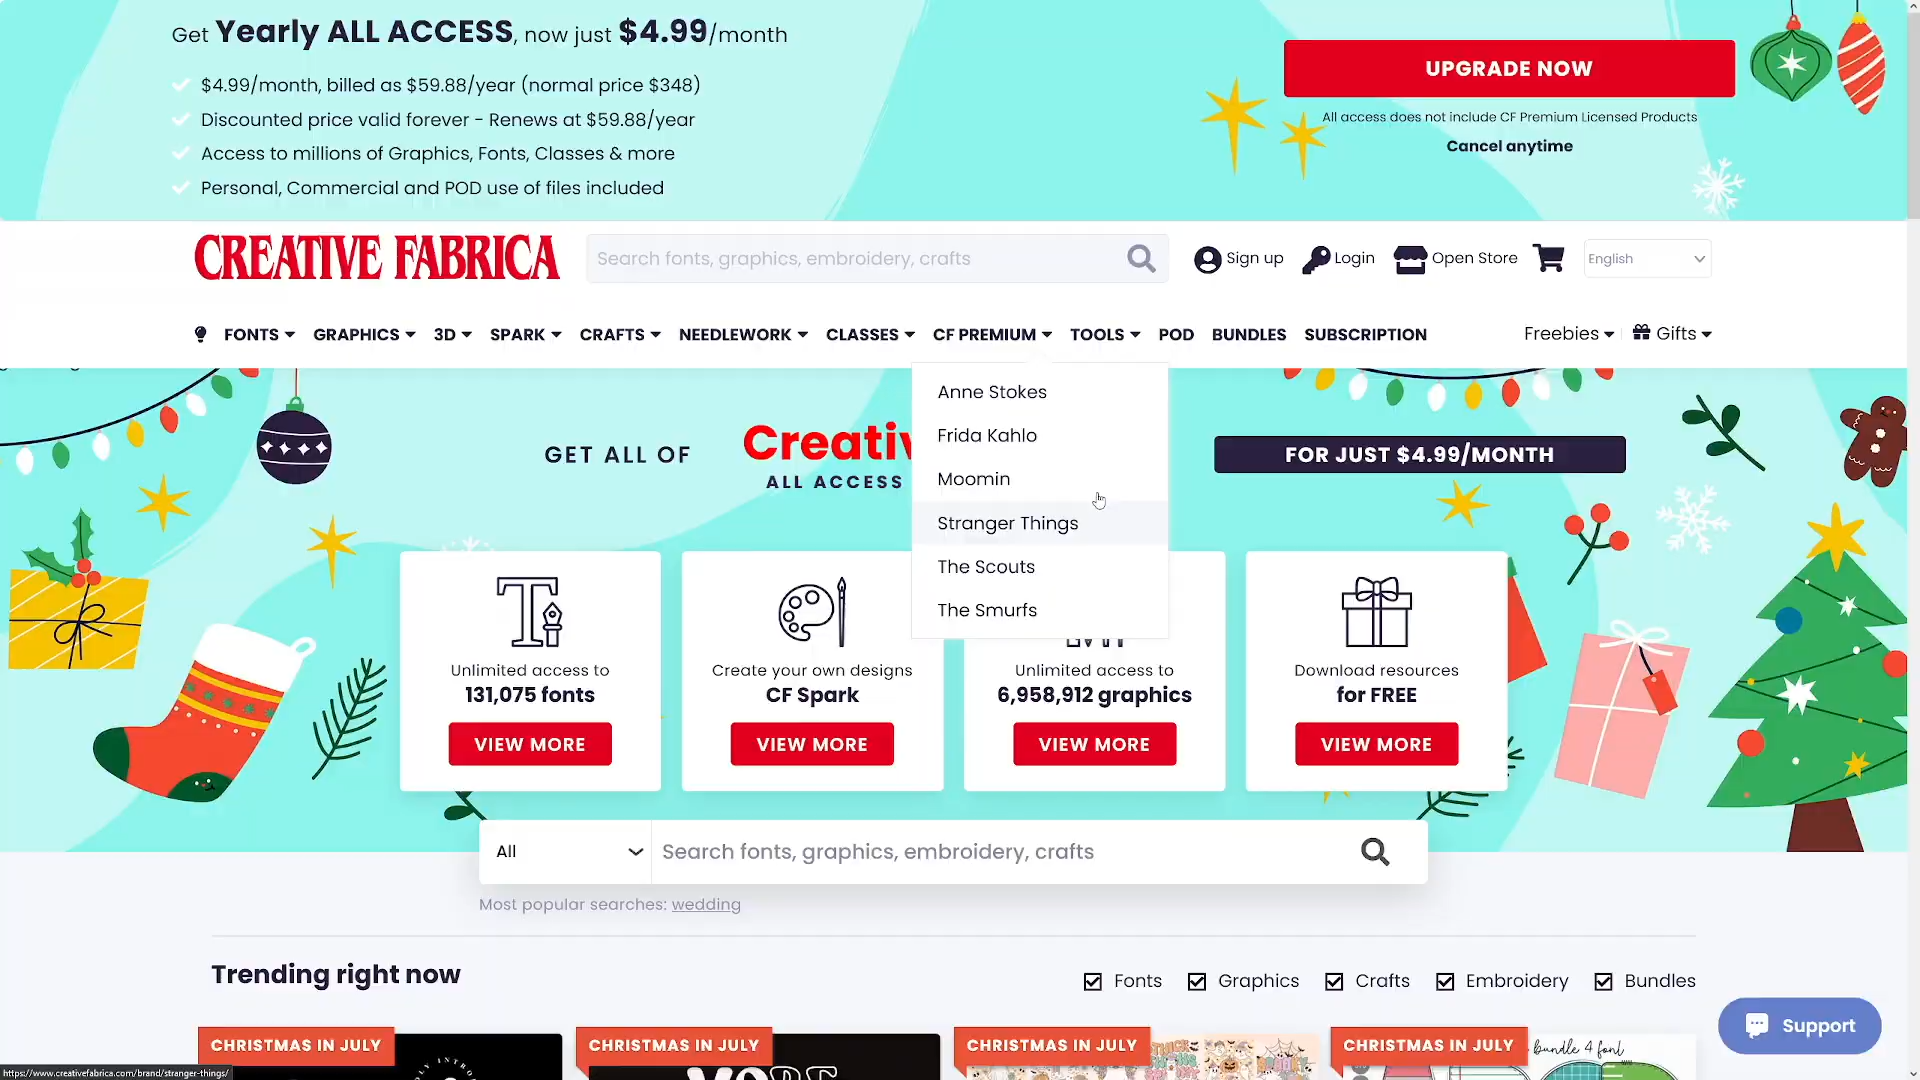 Get Yearly ALL ACCESS, now just $4.99/month
$4.99/month, billed as $59.88/year (normal price $348)
Discounted price valid forever - Renews at $59.88/year
Access to millions of Graphics, Fonts, Classes & more
Personal, Commercial and POD use of files included
UPGRADE NOW
All access does not include CF Premium Licensed Products
Cancel anytime
CREATIVE FABRICA
Search fonts, graphics, embroidery, crafts
Sign up
Login
Open Store
English
FONTS GRAPHICS 3D SPARK CRAFTS NEEDLEWORK CLASSES CF PREMIUM TOOLS POD BUNDLES SUBSCRIPTION Freebies Gifts
Anne Stokes
Frida Kahlo
Moomin
Stranger Things
The Scouts
The Smurfs
GET ALL OF
Creativ
ALL ACCESS
FOR JUST $4.99/MONTH
Unlimited access to
131,075 fonts
VIEW MORE
Create your own designs
CF Spark
VIEW MORE
Unlimited access to
6,958,912 graphics
VIEW MORE
Download resources
for FREE
VIEW MORE
All
Search fonts, graphics, embroidery, crafts
Most popular searches: wedding
Trending right now
Fonts Graphics Crafts Embroidery Bundles
CHRISTMAS IN JULY
CHRISTMAS IN JULY
CHRISTMAS IN JULY
CHRISTMAS IN JULY
bundle 4 font
Support
https://www.creativefabrica.com/brand/stranger-things/